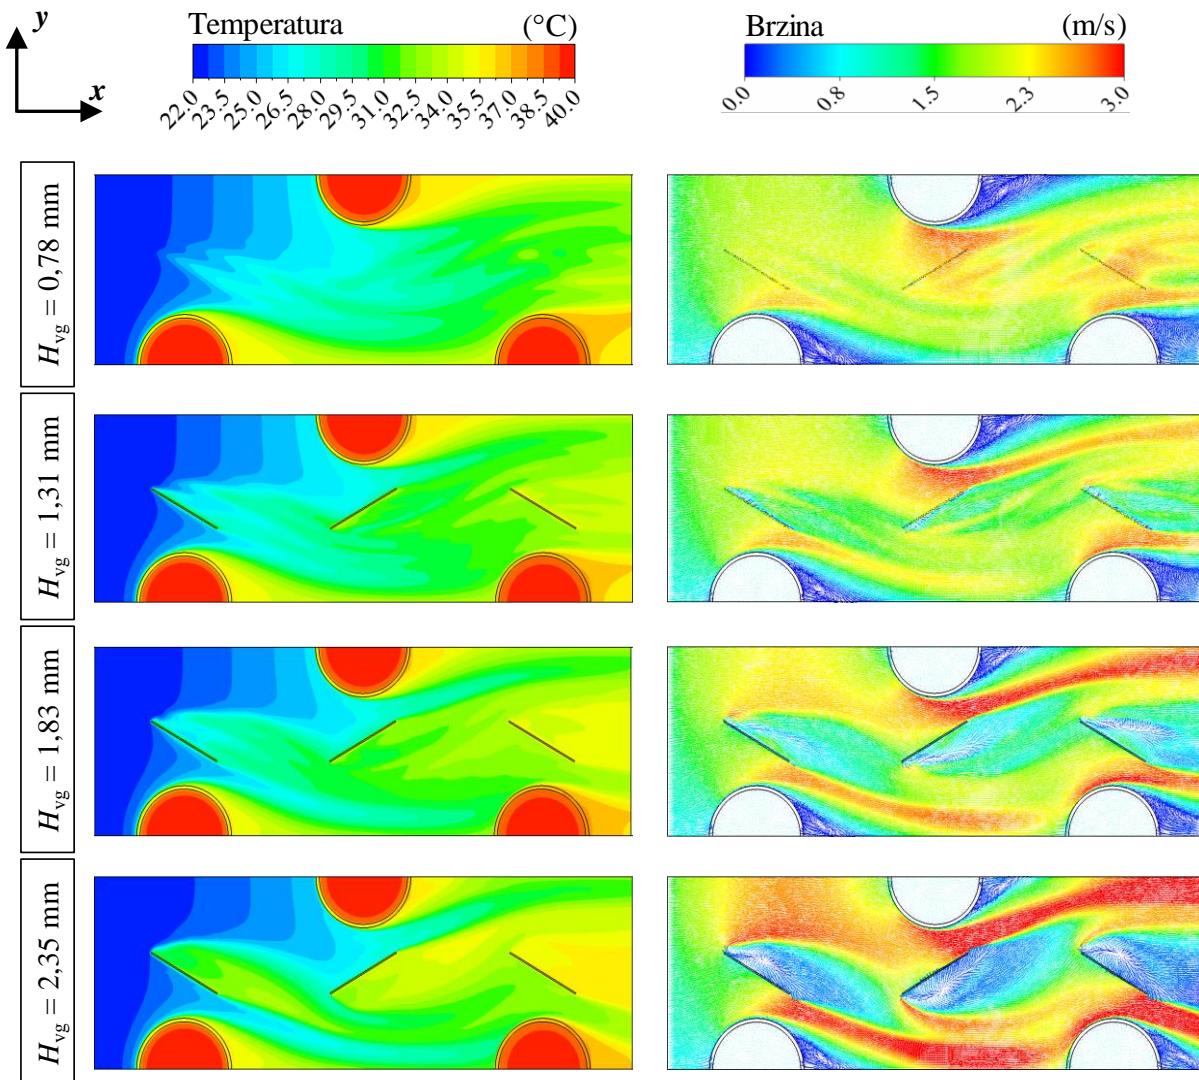 y
x
Temperatura (°C)
22.0 23.5 25.0 26.5 28.0 29.5 31.0 32.5 34.0 35.5 37.0 38.5 40.0
Brzina (m/s)
0.0 0.8 1.5 2.3 3.0
H_vg = 0,78 mm
H_vg = 1,31 mm
H_vg = 1,83 mm
H_vg = 2,35 mm